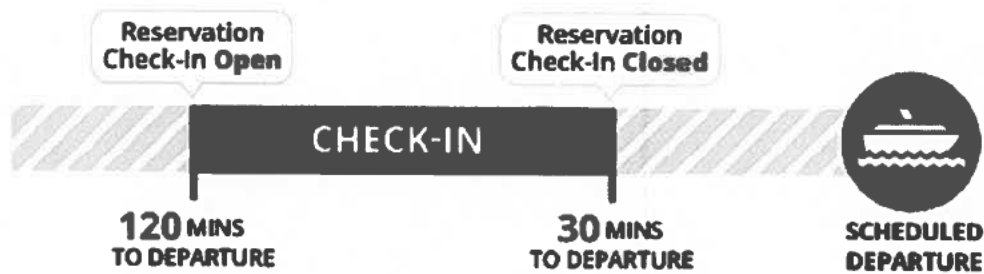 Reservation
Check-In Open
Reservation
Check-In Closed
CHECK-IN
120 MINS
TO DEPARTURE
30 MINS
TO DEPARTURE
SCHEDULED
DEPARTURE